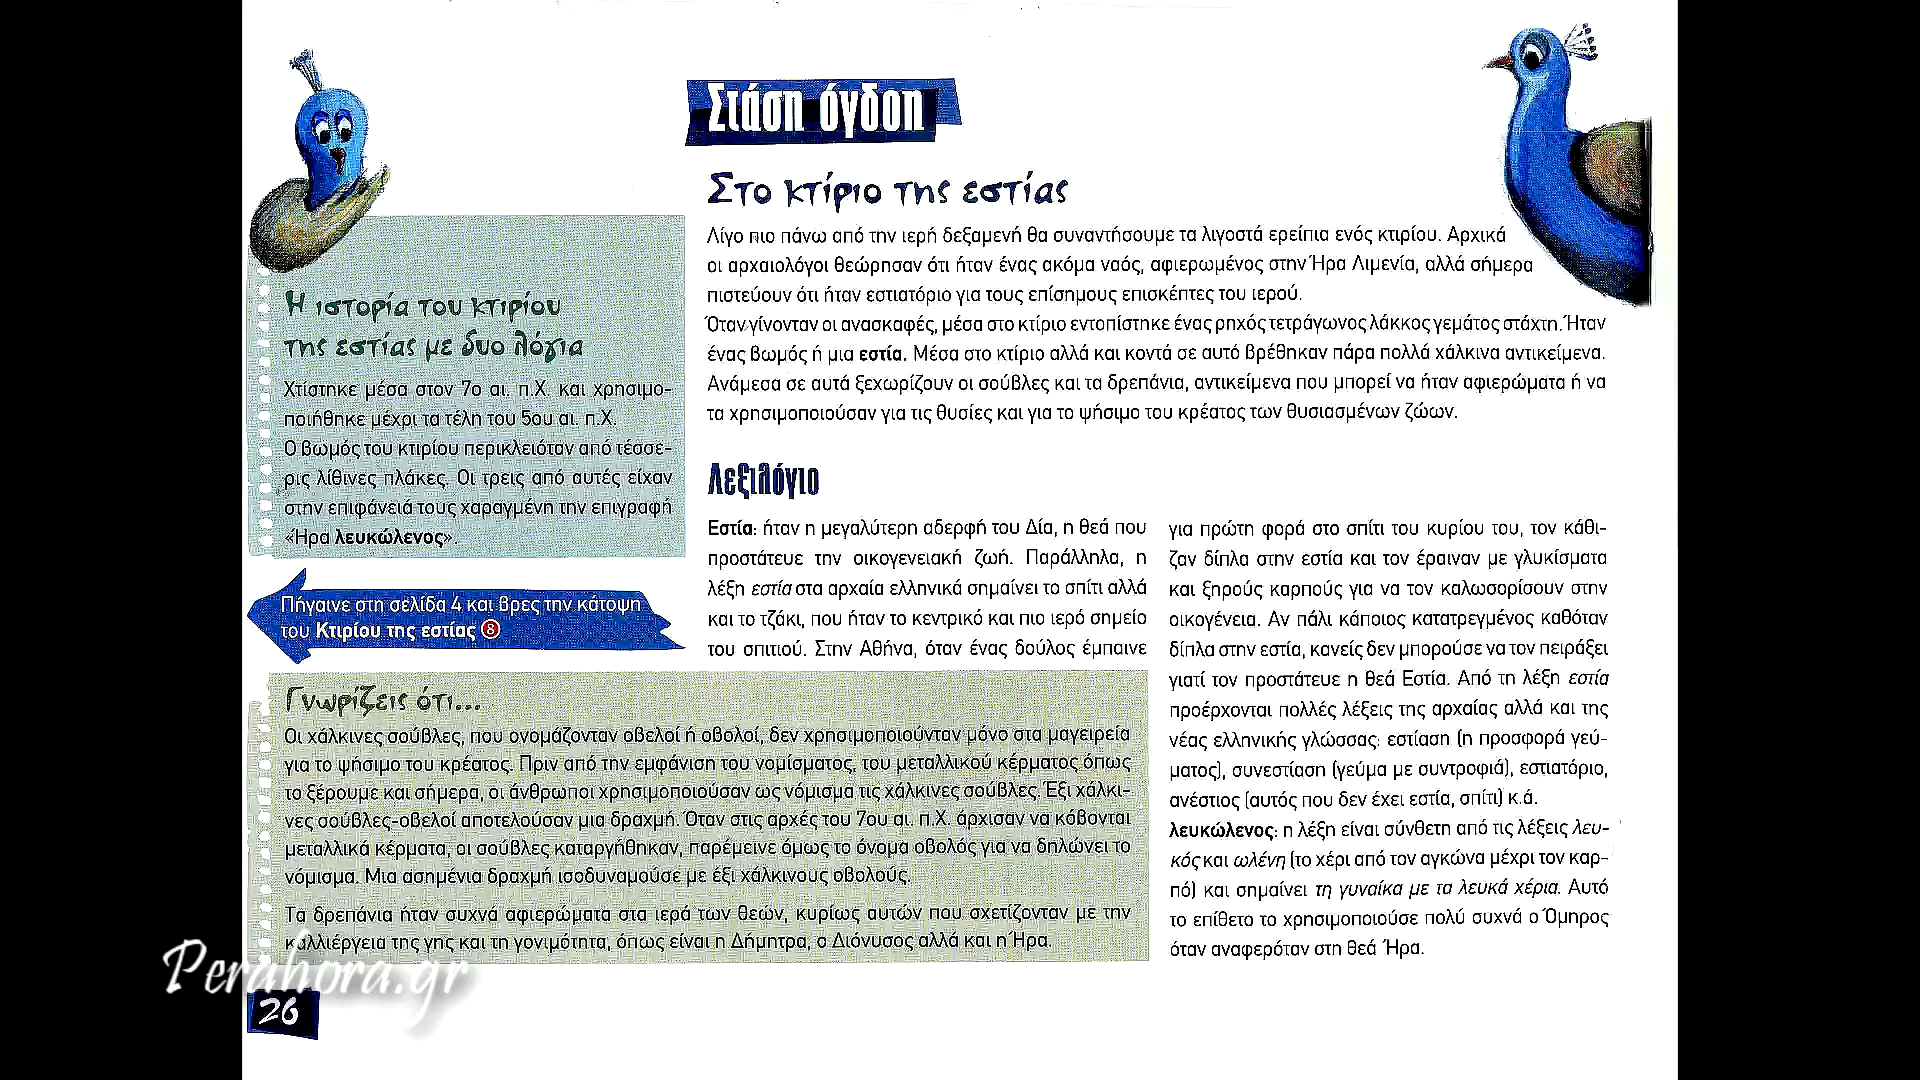 Στάση όγδοη
Στο κτίριο της εστίας
Λίγο πιο πάνω από την ιερή δεξαμενή θα συναντήσουμε τα λιγοστά ερείπια ενός κτιρίου. Αρχικά
οι αρχαιολόγοι θεώρησαν ότι ήταν ένας ακόμα ναός, αφιερωμένος στην Ήρα Λιμενία, αλλά σήμερα
πιστεύουν ότι ήταν εστιατόριο για τους επίσημους επισκέπτες του ιερού.
Όταν γίνονταν οι ανασκαφές, μέσα στο κτίριο εντοπίστηκε ένας ρηχός τετράγωνος λάκκος γεμάτος στάχτη. Ήταν
ένας βωμός ή μια εστία. Μέσα στο κτίριο αλλά και κοντά σε αυτό βρέθηκαν πάρα πολλά χάλκινα αντικείμενα.
Ανάμεσα σε αυτά ξεχωρίζουν οι σούβλες και τα δρεπάνια, αντικείμενα που μπορεί να ήταν αφιερώματα ή να
τα χρησιμοποιούσαν για τις θυσίες και για το ψήσιμο του κρέατος των θυσιασμένων ζώων.
Η ιστορία του κτιρίου
της εστίας με δυο λόγια
Χτίστηκε μέσα στον 7ο αι. π.Χ. και χρησιμο-
ποιήθηκε μέχρι τα τέλη του 5ου αι. π.Χ.
Ο βωμός του κτιρίου περικλειόταν από τέσσε-
ρις λίθινες πλάκες. Οι τρεις από αυτές είχαν
στην επιφάνειά τους χαραγμένη την επιγραφή
«Ήρα λευκώλενος».
Πήγαινε στη σελίδα 4 και βρες την κάτοψη
του Κτιρίου της εστίας 8
Λεξιλόγιο
Εστία: ήταν η μεγαλύτερη αδερφή του Δία, η θεά που
προστάτευε την οικογενειακή ζωή. Παράλληλα, η
λέξη εστία στα αρχαία ελληνικά σημαίνει το σπίτι αλλά
και το τζάκι, που ήταν το κεντρικό και πιο ιερό σημείο
του σπιτιού. Στην Αθήνα, όταν ένας δούλος έμπαινε
για πρώτη φορά στο σπίτι του κυρίου του, τον κάθι-
ζαν δίπλα στην εστία και τον έραιναν με γλυκίσματα
και ξηρούς καρπούς για να τον καλωσορίσουν στην
οικογένεια. Αν πάλι κάποιος κατατρεγμένος καθόταν
δίπλα στην εστία, κανείς δεν μπορούσε να τον πειράξει
γιατί τον προστάτευε η θεά Εστία. Από τη λέξη εστία
προέρχονται πολλές λέξεις της αρχαίας αλλά και της
νέας ελληνικής γλώσσας: εστίαση (η προσφορά γεύ-
ματος), συνεστίαση (γεύμα με συντροφιά), εστιατόριο,
ανέστιος (αυτός που δεν έχει εστία, σπίτι) κ.ά.
λευκώλενος: η λέξη είναι σύνθετη από τις λέξεις λευ-
κός και ωλένη (το χέρι από τον αγκώνα μέχρι τον καρ-
πό) και σημαίνει τη γυναίκα με τα λευκά χέρια. Αυτό
το επίθετο το χρησιμοποιούσε πολύ συχνά ο Όμηρος
όταν αναφερόταν στη θεά Ήρα.
Γνωρίζεις ότι...
Οι χάλκινες σούβλες, που ονομάζονταν οβελοί ή οβολοί, δεν χρησιμοποιούνταν μόνο στα μαγειρεία
για το ψήσιμο του κρέατος. Πριν από την εμφάνιση του νομίσματος, του μεταλλικού κέρματος όπως
το ξέρουμε και σήμερα, οι άνθρωποι χρησιμοποιούσαν ως νόμισμα τις χάλκινες σούβλες. Έξι χάλκι-
νες σούβλες-οβελοί αποτελούσαν μια δραχμή. Όταν στις αρχές του 7ου αι. π.Χ. άρχισαν να κόβονται
μεταλλικά κέρματα, οι σούβλες καταργήθηκαν, παρέμεινε όμως το όνομα οβολός για να δηλώνει το
νόμισμα. Μια ασημένια δραχμή ισοδυναμούσε με έξι χάλκινους οβολούς.
Τα δρεπάνια ήταν συχνά αφιερώματα στα ιερά των θεών, κυρίως αυτών που σχετίζονταν με την
καλλιέργεια της γης και τη γονιμότητα, όπως είναι η Δήμητρα, ο Διόνυσος αλλά και η Ήρα.
Perahora.gr
26